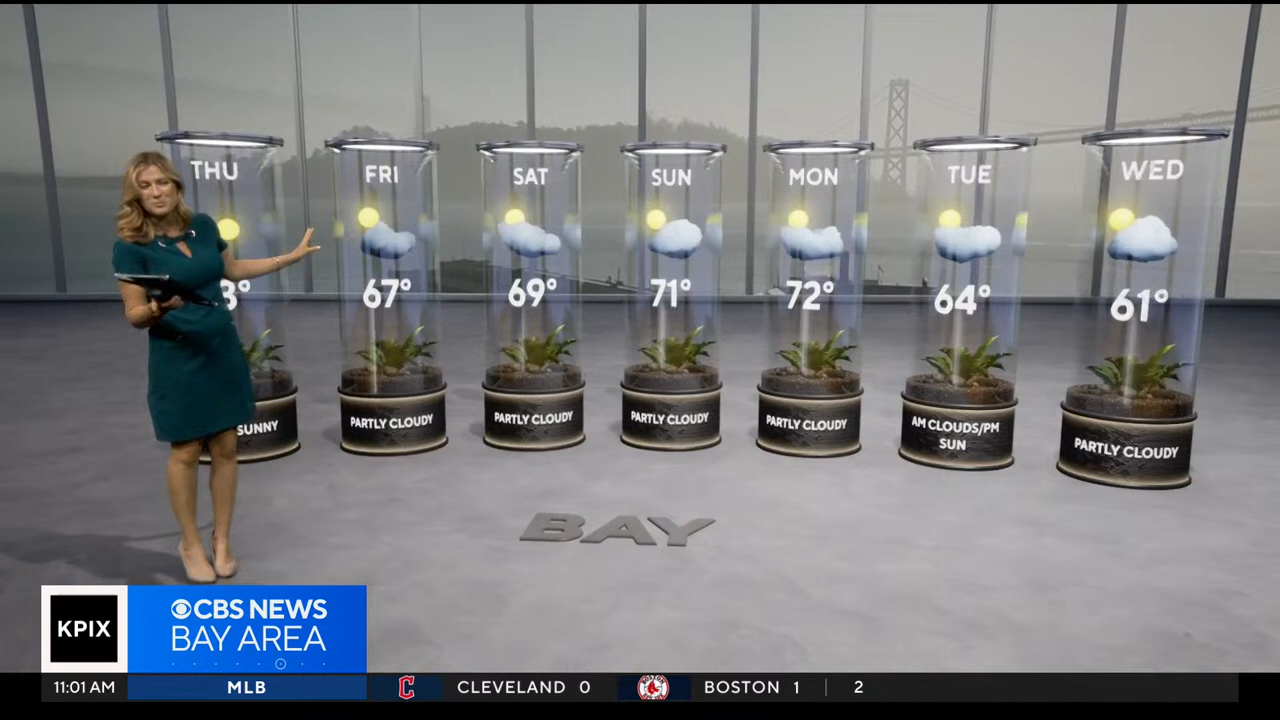 THU
FRI
SAT
SUN
MON
TUE
WED
3°
67°
69°
71°
72°
64°
61°
SUNNY
PARTLY CLOUDY
PARTLY CLOUDY
PARTLY CLOUDY
PARTLY CLOUDY
AM CLOUDS/PM
SUN
PARTLY CLOUDY
BAY
KPIX
CBS NEWS
BAY AREA
11:01 AM
MLB
CLEVELAND 0
BOSTON 1
2